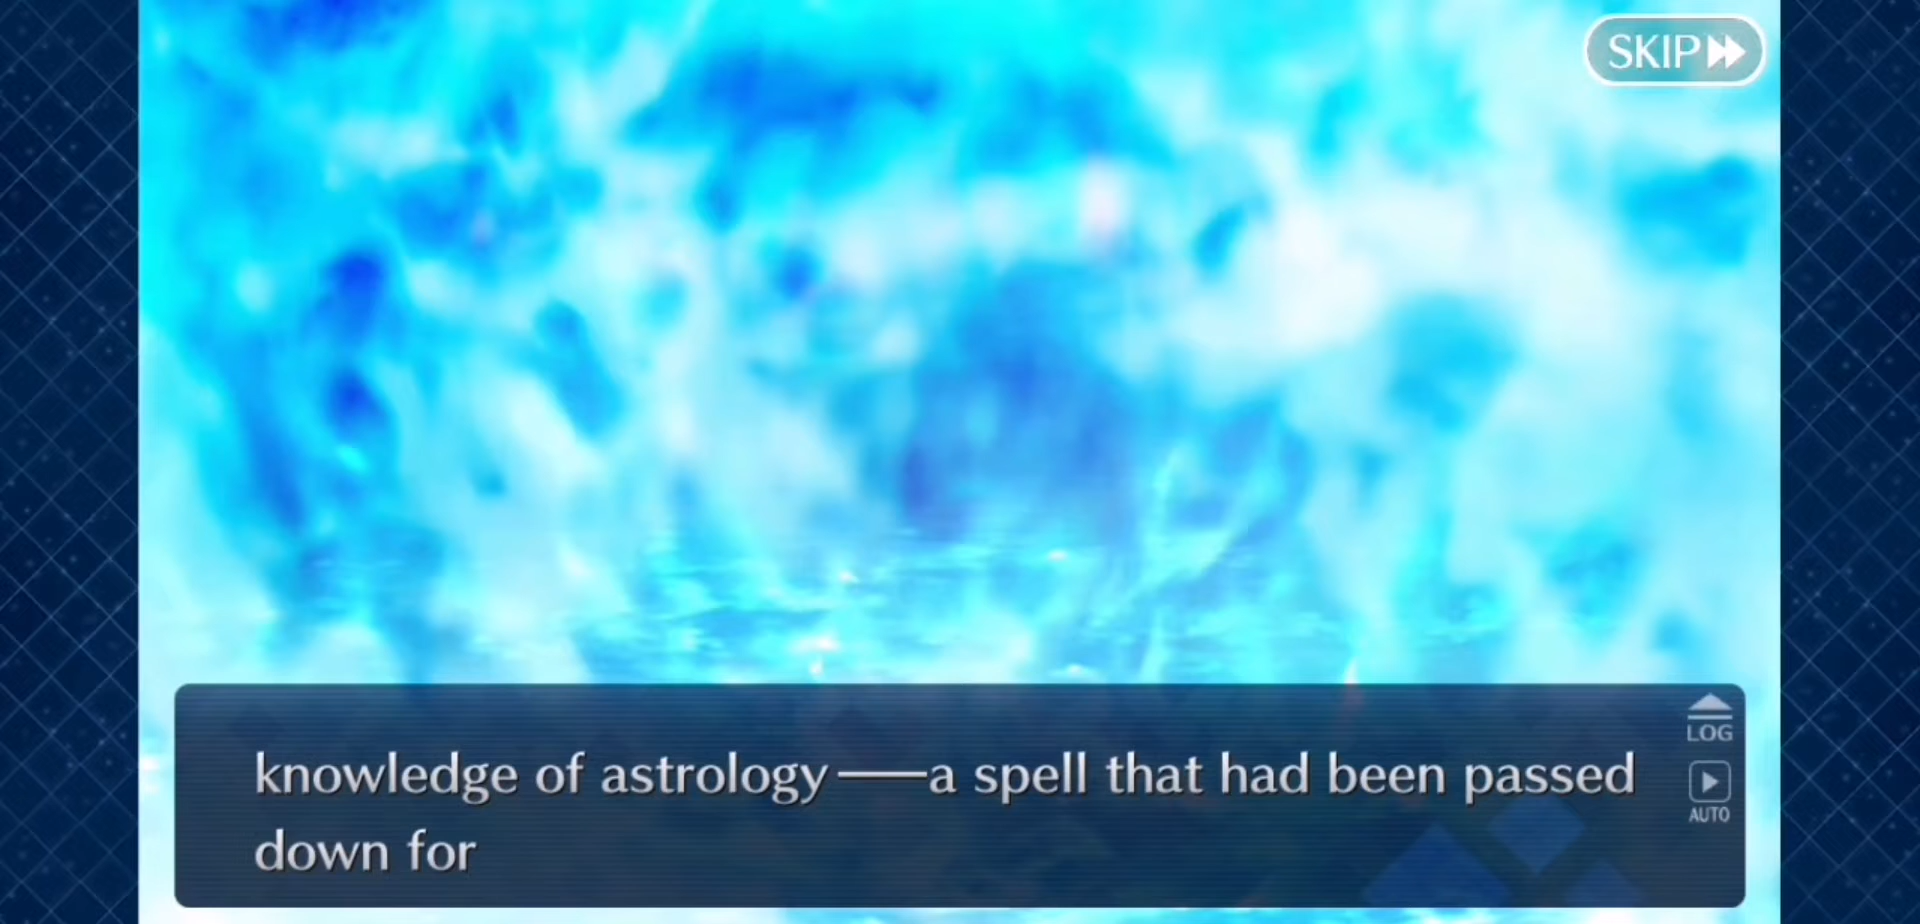 SKIP
knowledge of astrology——a spell that had been passed
down for
LOG
AUTO